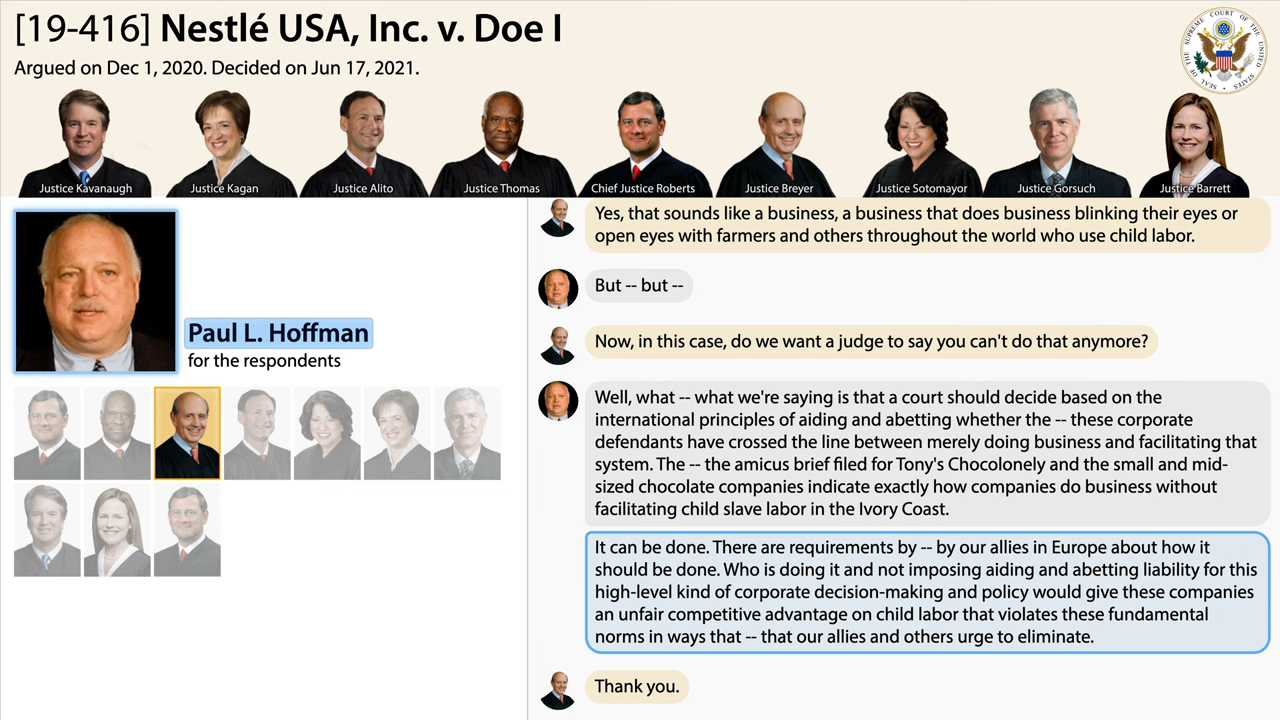 [19-416] Nestlé USA, Inc. v. Doe I
Argued on Dec 1, 2020. Decided on Jun 17, 2021.
SEAL OF THE SUPREME COURT OF THE UNITED STATES
Justice Kavanaugh
Justice Kagan
Justice Alito
Justice Thomas
Chief Justice Roberts
Justice Breyer
Justice Sotomayor
Justice Gorsuch
Justice Barrett
Paul L. Hoffman
for the respondents
Yes, that sounds like a business, a business that does business blinking their eyes or
open eyes with farmers and others throughout the world who use child labor.
But -- but --
Now, in this case, do we want a judge to say you can't do that anymore?
Well, what -- what we're saying is that a court should decide based on the
international principles of aiding and abetting whether the -- these corporate
defendants have crossed the line between merely doing business and facilitating that
system. The -- the amicus brief filed for Tony's Chocolonely and the small and mid-
sized chocolate companies indicate exactly how companies do business without
facilitating child slave labor in the Ivory Coast.
It can be done. There are requirements by -- by our allies in Europe about how it
should be done. Who is doing it and not imposing aiding and abetting liability for this
high-level kind of corporate decision-making and policy would give these companies
an unfair competitive advantage on child labor that violates these fundamental
norms in ways that -- that our allies and others urge to eliminate.
Thank you.